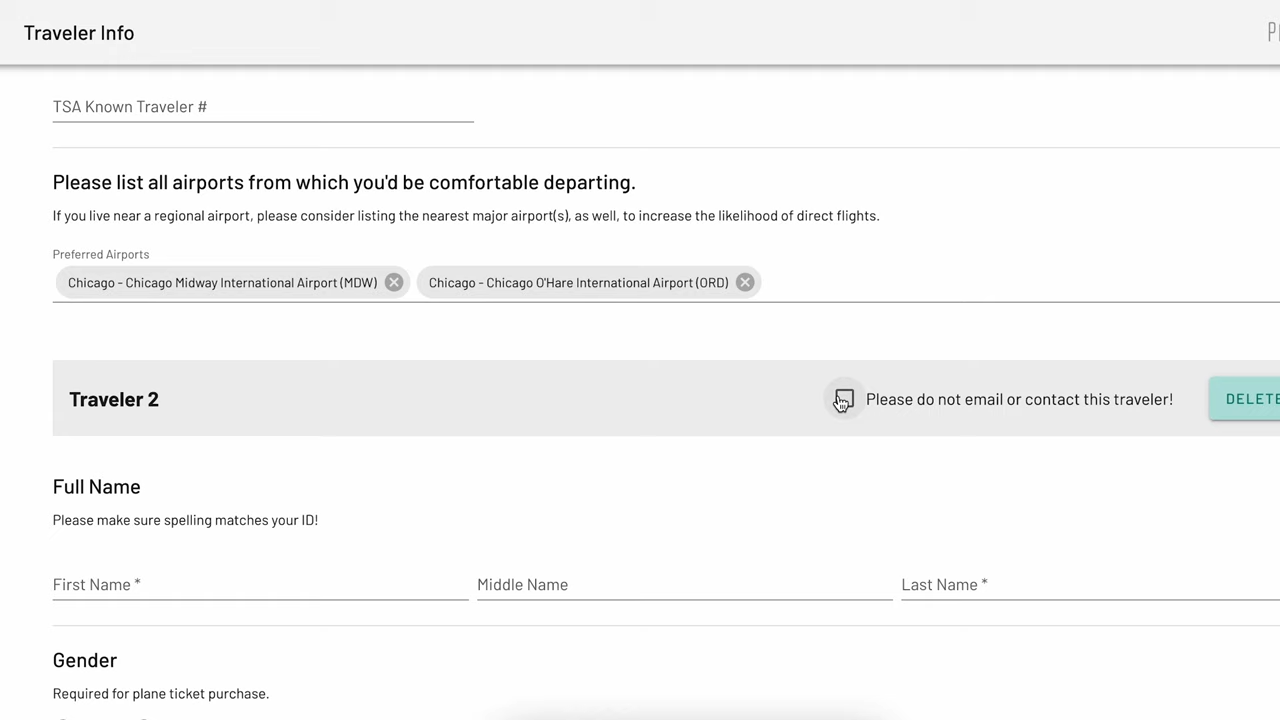 Traveler Info
TSA Known Traveler #
Please list all airports from which you'd be comfortable departing.
If you live near a regional airport, please consider listing the nearest major airport(s), as well, to increase the likelihood of direct flights.
Preferred Airports
Chicago - Chicago Midway International Airport (MDW) Chicago - Chicago O'Hare International Airport (ORD)
Traveler 2 Please do not email or contact this traveler! DELETE
Full Name
Please make sure spelling matches your ID!
First Name * Middle Name Last Name *
Gender
Required for plane ticket purchase.